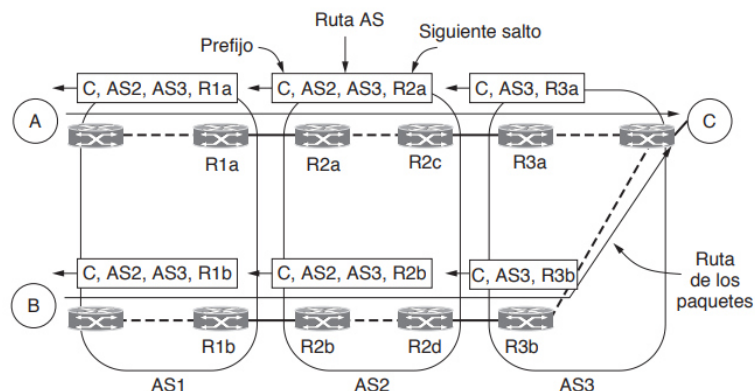 Ruta AS
Prefijo
Siguiente salto
C, AS2, AS3, R1a
C, AS2, AS3, R2a
C, AS3, R3a
A
C
R1a
R2a
R2c
R3a
C, AS2, AS3, R1b
C, AS2, AS3, R2b
C, AS3, R3b
Ruta
de los
paquetes
B
R1b
R2b
R2d
R3b
AS1
AS2
AS3